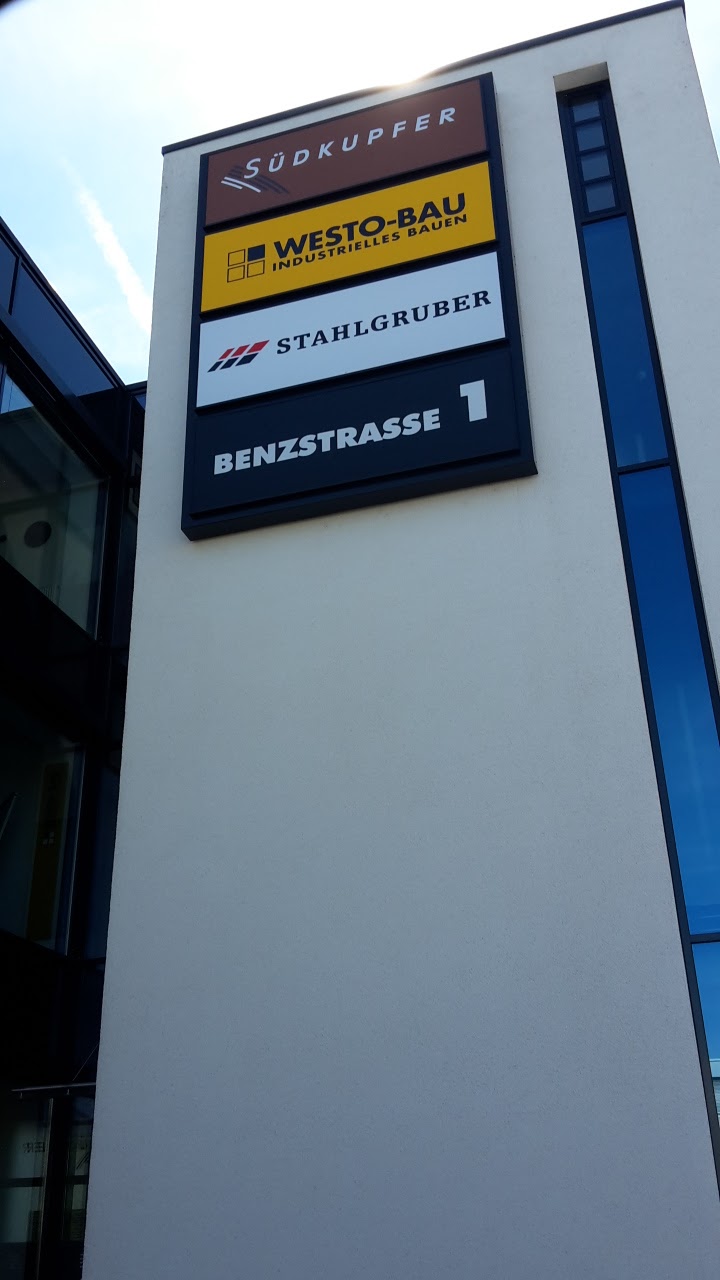 SÜDKUPFER
WESTO-BAU
INDUSTRIELLES BAUEN
STAHLGRUBER
BENZSTRASSE 1